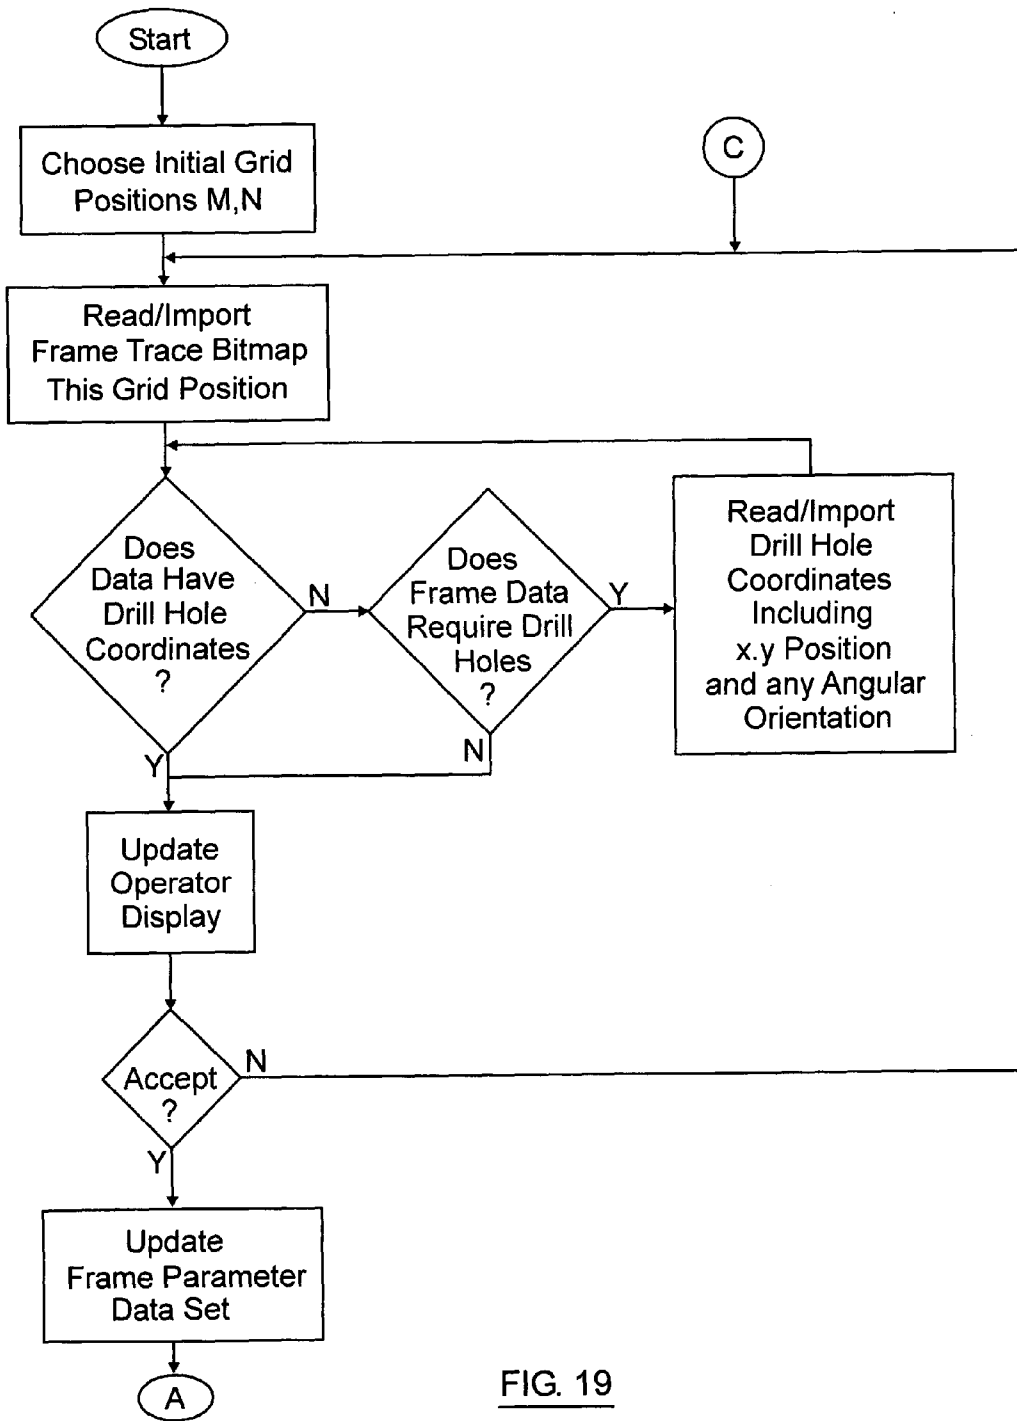 Start
Choose Initial Grid
Positions M,N
C
Read/Import
Frame Trace Bitmap
This Grid Position
Does
Data Have
Drill Hole
Coordinates
?
N
Does
Frame Data
Require Drill
Holes
?
Y
Read/Import
Drill Hole
Coordinates
Including
x.y Position
and any Angular
Orientation
Y
N
Update
Operator
Display
Accept
?
N
Y
Update
Frame Parameter
Data Set
A
FIG. 19